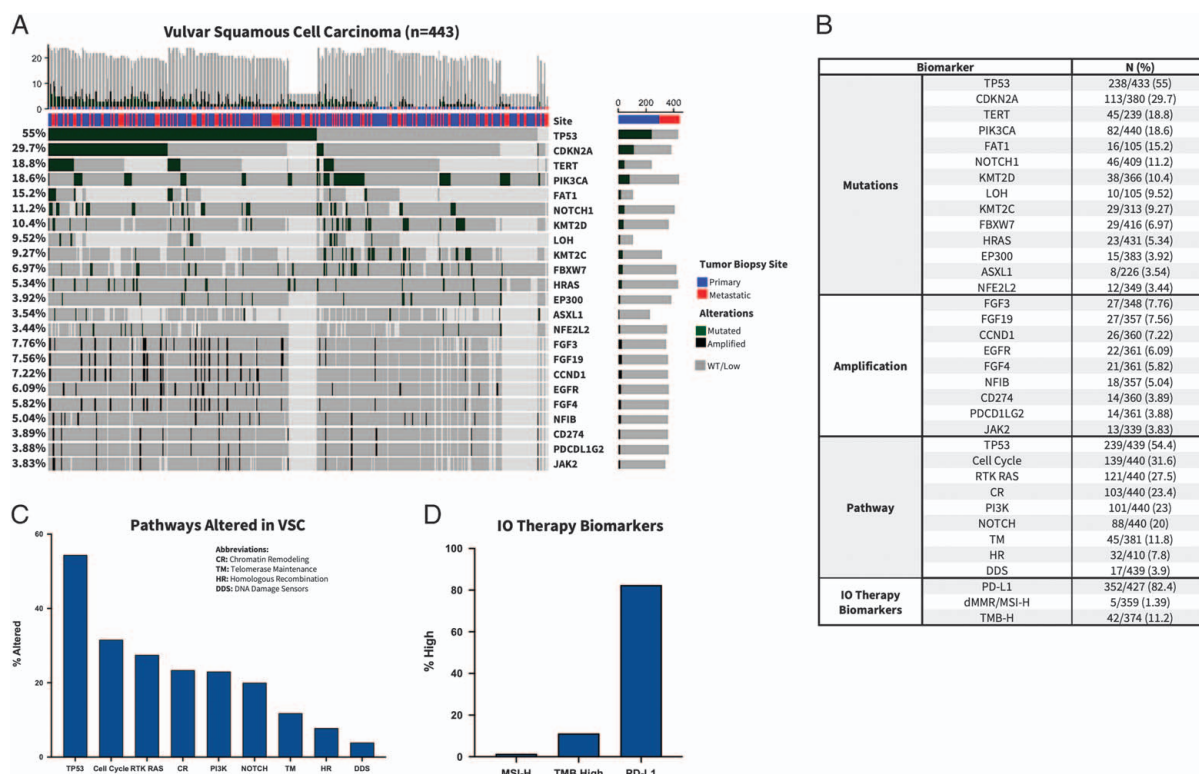 A
Vulvar Squamous Cell Carcinoma (n=443)
20
10
0
0 200 400
Site
55% TP53
29.7% CDKN2A
18.8% TERT
18.6% PIK3CA
15.2% FAT1
11.2% NOTCH1
10.4% KMT2D
9.52% LOH
9.27% KMT2C
6.97% FBXW7
5.34% HRAS
3.92% EP300
3.54% ASXL1
3.44% NFE2L2
7.76% FGF3
7.56% FGF19
7.22% CCND1
6.09% EGFR
5.82% FGF4
5.04% NFIB
3.89% CD274
3.88% PDCDL1G2
3.83% JAK2
Tumor Biopsy Site
Primary
Metastatic
Alterations
Mutated
Amplified
WT/Low
B
Biomarker N (%)
Mutations
TP53 238/433 (55)
CDKN2A 113/380 (29.7)
TERT 45/239 (18.8)
PIK3CA 82/440 (18.6)
FAT1 16/105 (15.2)
NOTCH1 46/409 (11.2)
KMT2D 38/366 (10.4)
LOH 10/105 (9.52)
KMT2C 29/313 (9.27)
FBXW7 29/416 (6.97)
HRAS 23/431 (5.34)
EP300 15/383 (3.92)
ASXL1 8/226 (3.54)
NFE2L2 12/349 (3.44)
Amplification
FGF3 27/348 (7.76)
FGF19 27/357 (7.56)
CCND1 26/360 (7.22)
EGFR 22/361 (6.09)
FGF4 21/361 (5.82)
NFIB 18/357 (5.04)
CD274 14/360 (3.89)
PDCD1LG2 14/361 (3.88)
JAK2 13/339 (3.83)
Pathway
TP53 239/439 (54.4)
Cell Cycle 139/440 (31.6)
RTK RAS 121/440 (27.5)
CR 103/440 (23.4)
PI3K 101/440 (23)
NOTCH 88/440 (20)
TM 45/381 (11.8)
HR 32/410 (7.8)
DDS 17/439 (3.9)
IO Therapy
Biomarkers
PD-L1 352/427 (82.4)
dMMR/MSI-H 5/359 (1.39)
TMB-H 42/374 (11.2)
C
Pathways Altered in VSC
Abbreviations:
CR: Chromatin Remodeling
TM: Telomerase Maintenance
HR: Homologous Recombination
DDS: DNA Damage Sensors
% Altered
60
40
20
0
TP53 Cell Cycle RTK RAS CR PI3K NOTCH TM HR DDS
D
IO Therapy Biomarkers
% High
100
80
60
40
20
0
MSI-H TMB High PD-L1